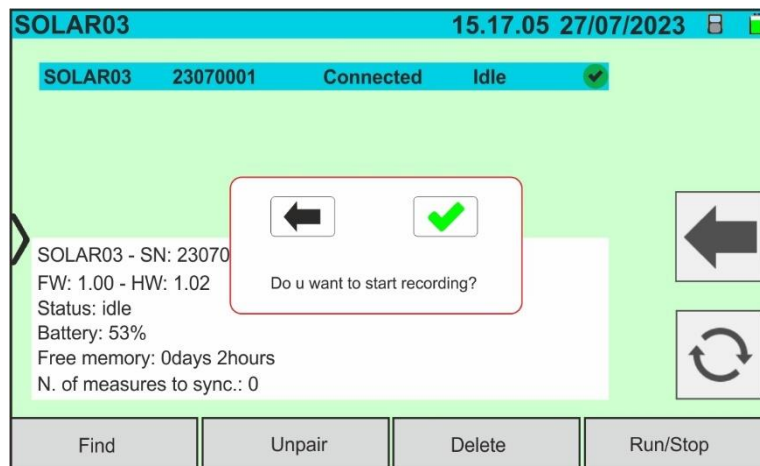 SOLAR03 15.17.05 27/07/2023
SOLAR03 23070001 Connected Idle
Do u want to start recording?
SOLAR03 - SN: 23070
FW: 1.00 - HW: 1.02
Status: idle
Battery: 53%
Free memory: 0days 2hours
N. of measures to sync.: 0
Find Unpair Delete Run/Stop